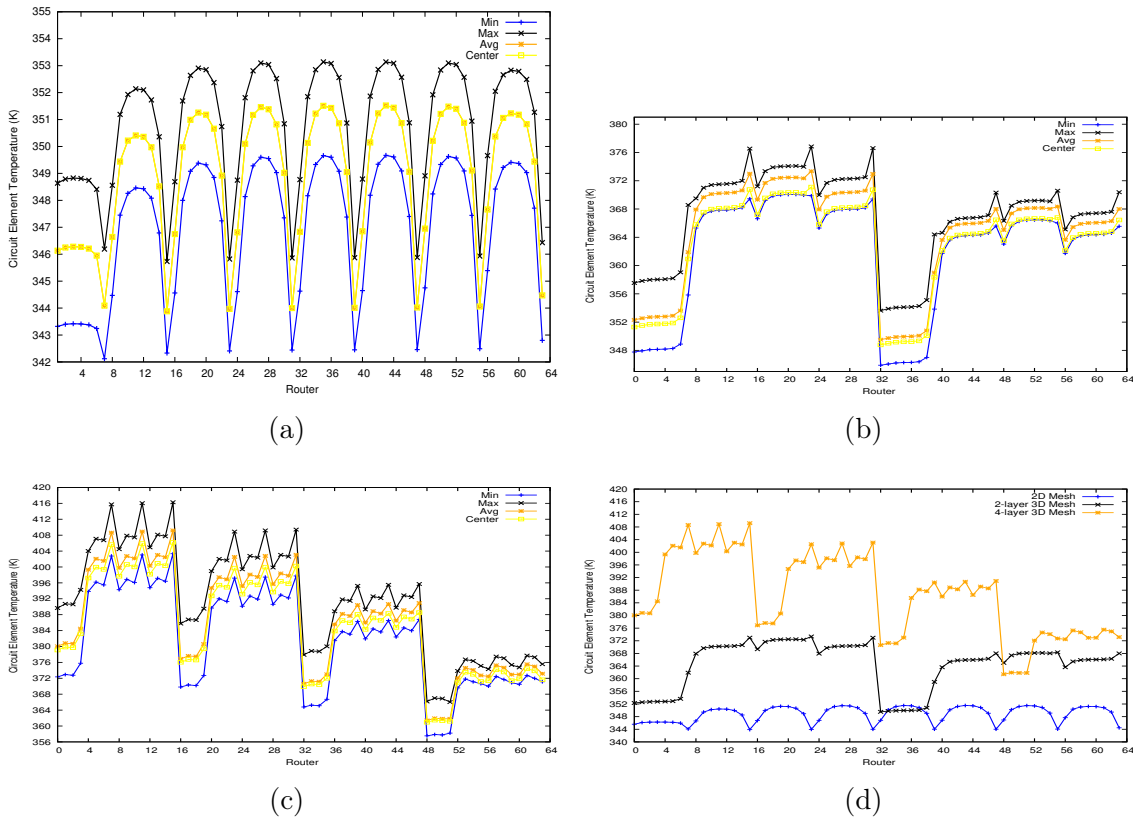 355
354
353
352
351
350
349
348
347
346
345
344
343
342
0 4 8 12 16 20 24 28 32 36 40 44 48 52 56 60 64
Circuit Element Temperature (K)
Router
Min
Max
Avg
Center
(a)
380
376
372
368
364
360
356
352
348
0 4 8 12 16 20 24 28 32 36 40 44 48 52 56 60 64
Circuit Element Temperature (K)
Router
Min
Max
Avg
Center
(b)
420
416
412
408
404
400
396
392
388
384
380
376
372
368
364
360
356
0 4 8 12 16 20 24 28 32 36 40 44 48 52 56 60 64
Circuit Element Temperature (K)
Router
Min
Max
Avg
Center
(c)
420
416
412
408
404
400
396
392
388
384
380
376
372
368
364
360
356
352
348
344
340
0 4 8 12 16 20 24 28 32 36 40 44 48 52 56 60 64
Circuit Element Temperature (K)
Router
2D Mesh
2-layer 3D Mesh
4-layer 3D Mesh
(d)